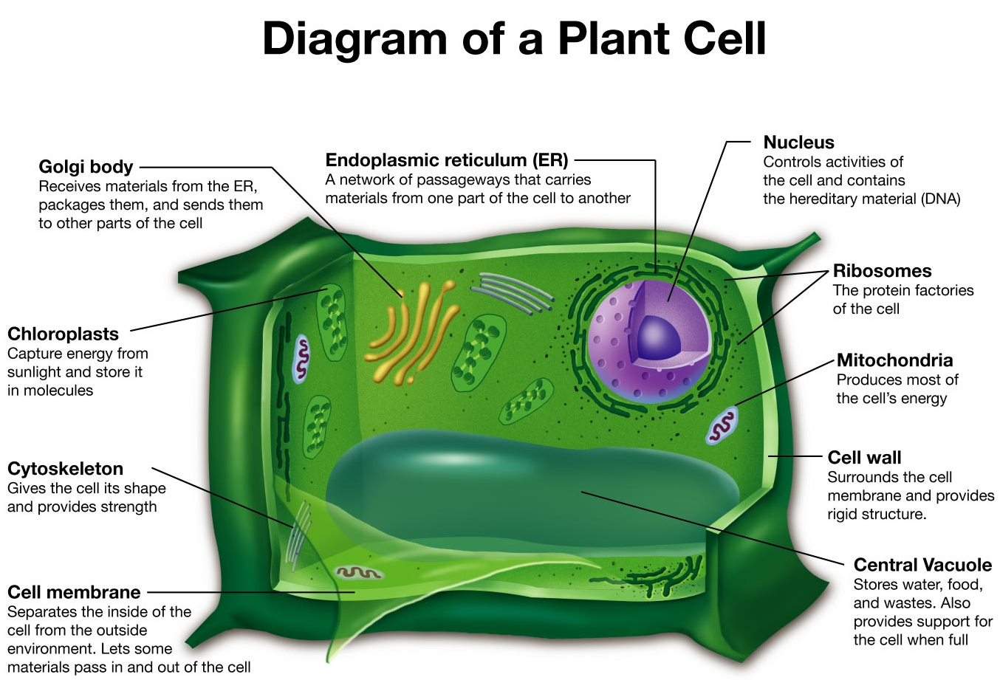 Diagram of a Plant Cell
Golgi body
Receives materials from the ER,
packages them, and sends them
to other parts of the cell
Endoplasmic reticulum (ER)
A network of passageways that carries
materials from one part of the cell to another
Nucleus
Controls activities of
the cell and contains
the hereditary material (DNA)
Ribosomes
The protein factories
of the cell
Chloroplasts
Capture energy from
sunlight and store it
in molecules
Mitochondria
Produces most of
the cell’s energy
Cytoskeleton
Gives the cell its shape
and provides strength
Cell wall
Surrounds the cell
membrane and provides
rigid structure.
Cell membrane
Separates the inside of the
cell from the outside
environment. Lets some
materials pass in and out of the cell
Central Vacuole
Stores water, food,
and wastes. Also
provides support for
the cell when full